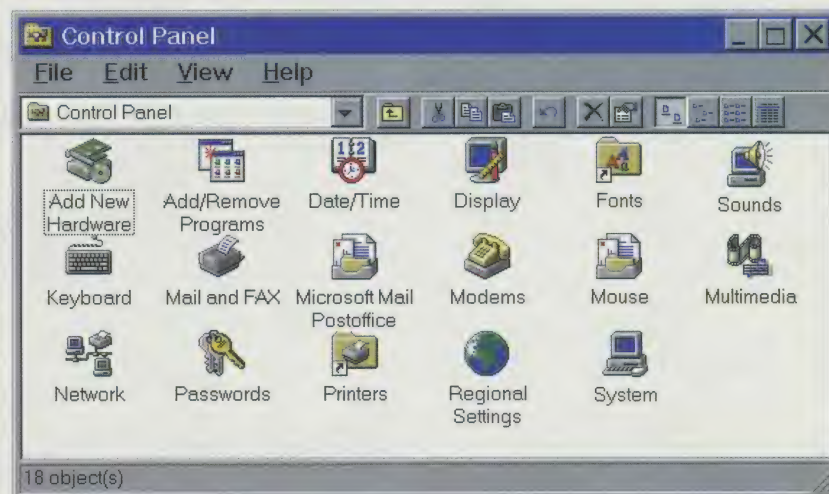 Control Panel
File Edit View Help
Control Panel
Add New Hardware
Add/Remove Programs
Date/Time
Display
Fonts
Sounds
Keyboard
Mail and FAX
Microsoft Mail Postoffice
Modems
Mouse
Multimedia
Network
Passwords
Printers
Regional Settings
System
18 object(s)